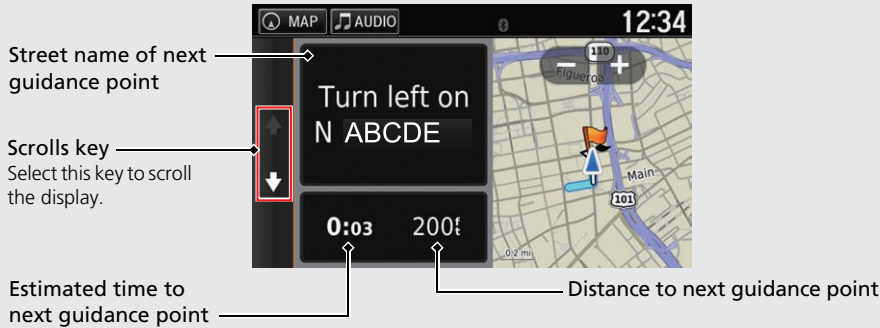 MAP
AUDIO
12:34
Street name of next
guidance point
Turn left on
N ABCDE
Scrolls key
Select this key to scroll
the display.
0:03
200ft
110
Figueroa
Main
101
0.2 mi
Estimated time to
next guidance point
Distance to next guidance point